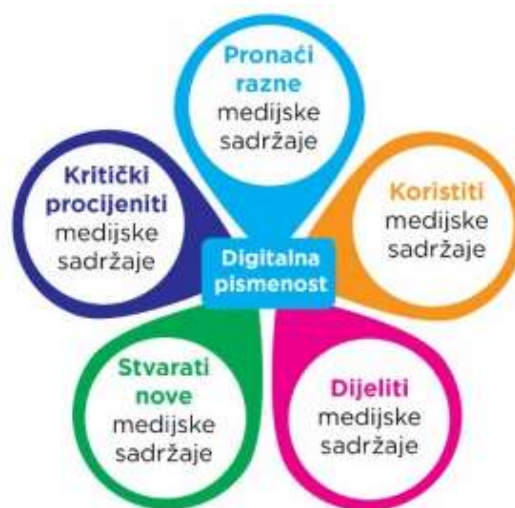 Pronaći
razne
medijske
sadržaje
Kritički
procijeniti
medijske
sadržaje
Koristiti
medijske
sadržaje
Digitalna
pismenost
Stvarati
nove
medijske
sadržaje
Dijeliti
medijske
sadržaje